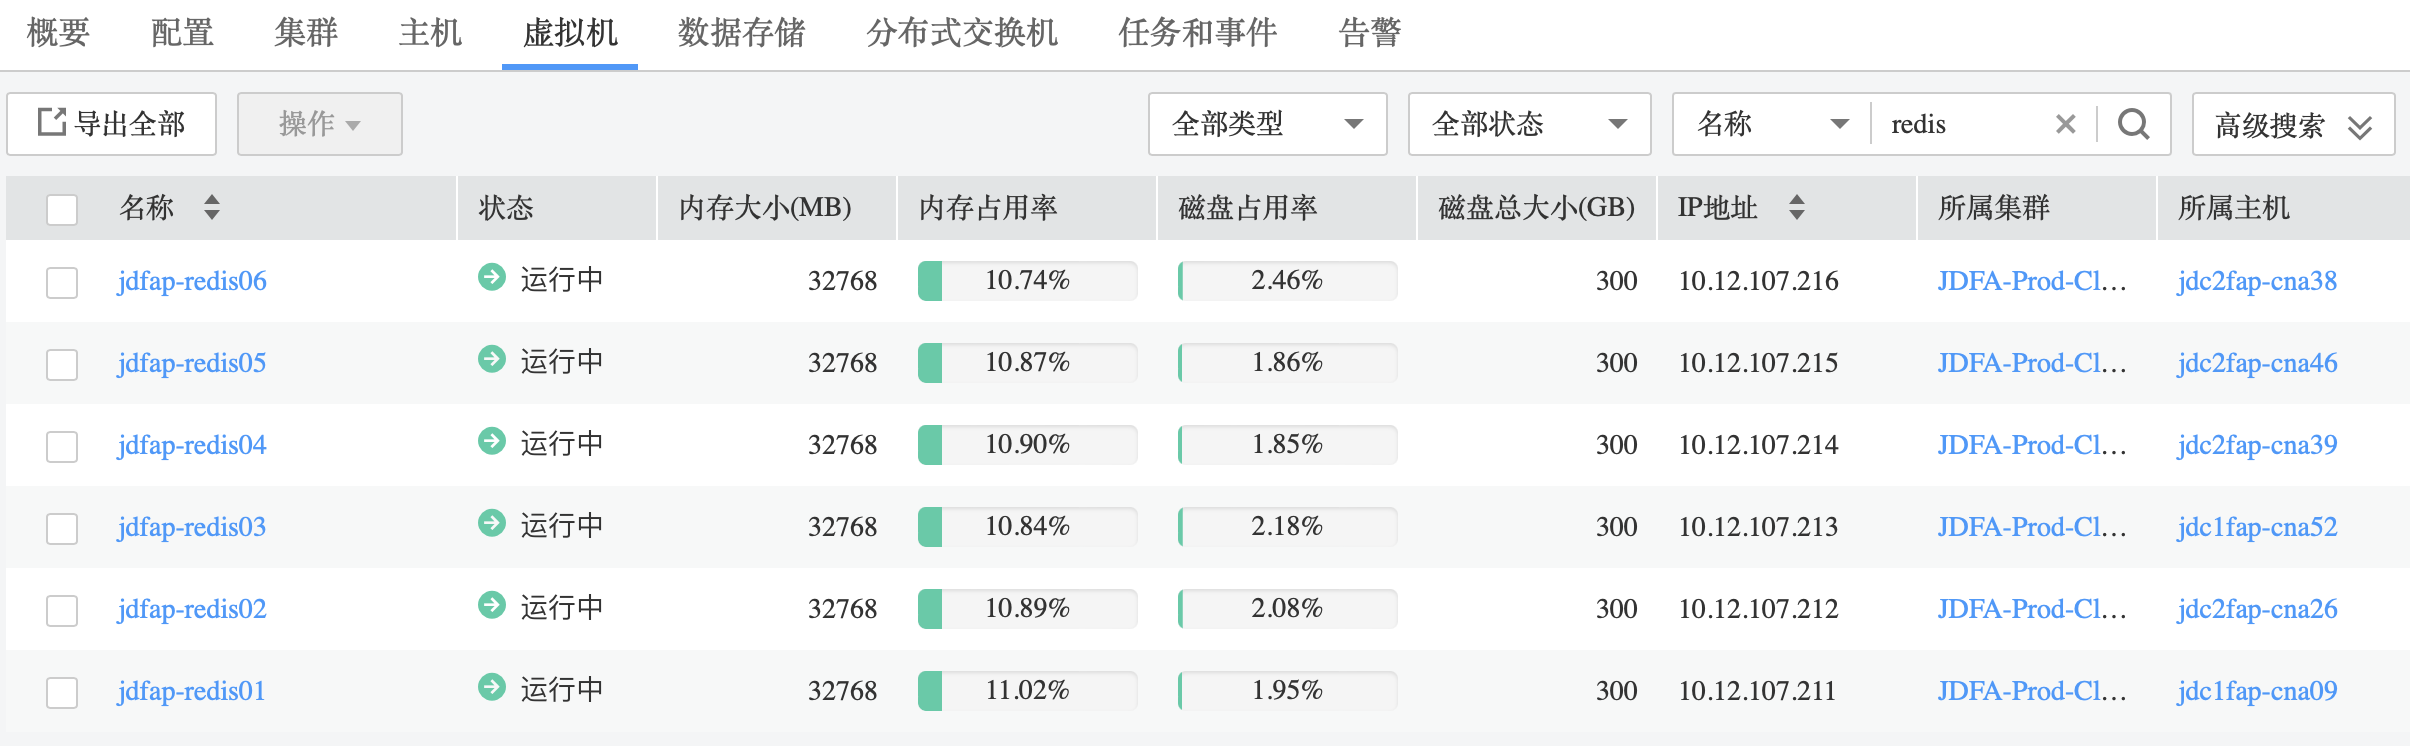 概要 配置 集群 主机 虚拟机 数据存储 分布式交换机 任务和事件 告警
导出全部 操作 全部类型 全部状态 名称 redis 高级搜索
名称 状态 内存大小(MB) 内存占用率 磁盘占用率 磁盘总大小(GB) IP地址 所属集群 所属主机
jdfap-redis06 运行中 32768 10.74% 2.46% 300 10.12.107.216 JDFA-Prod-Cl... jdc2fap-cna38
jdfap-redis05 运行中 32768 10.87% 1.86% 300 10.12.107.215 JDFA-Prod-Cl... jdc2fap-cna46
jdfap-redis04 运行中 32768 10.90% 1.85% 300 10.12.107.214 JDFA-Prod-Cl... jdc2fap-cna39
jdfap-redis03 运行中 32768 10.84% 2.18% 300 10.12.107.213 JDFA-Prod-Cl... jdc1fap-cna52
jdfap-redis02 运行中 32768 10.89% 2.08% 300 10.12.107.212 JDFA-Prod-Cl... jdc2fap-cna26
jdfap-redis01 运行中 32768 11.02% 1.95% 300 10.12.107.211 JDFA-Prod-Cl... jdc1fap-cna09